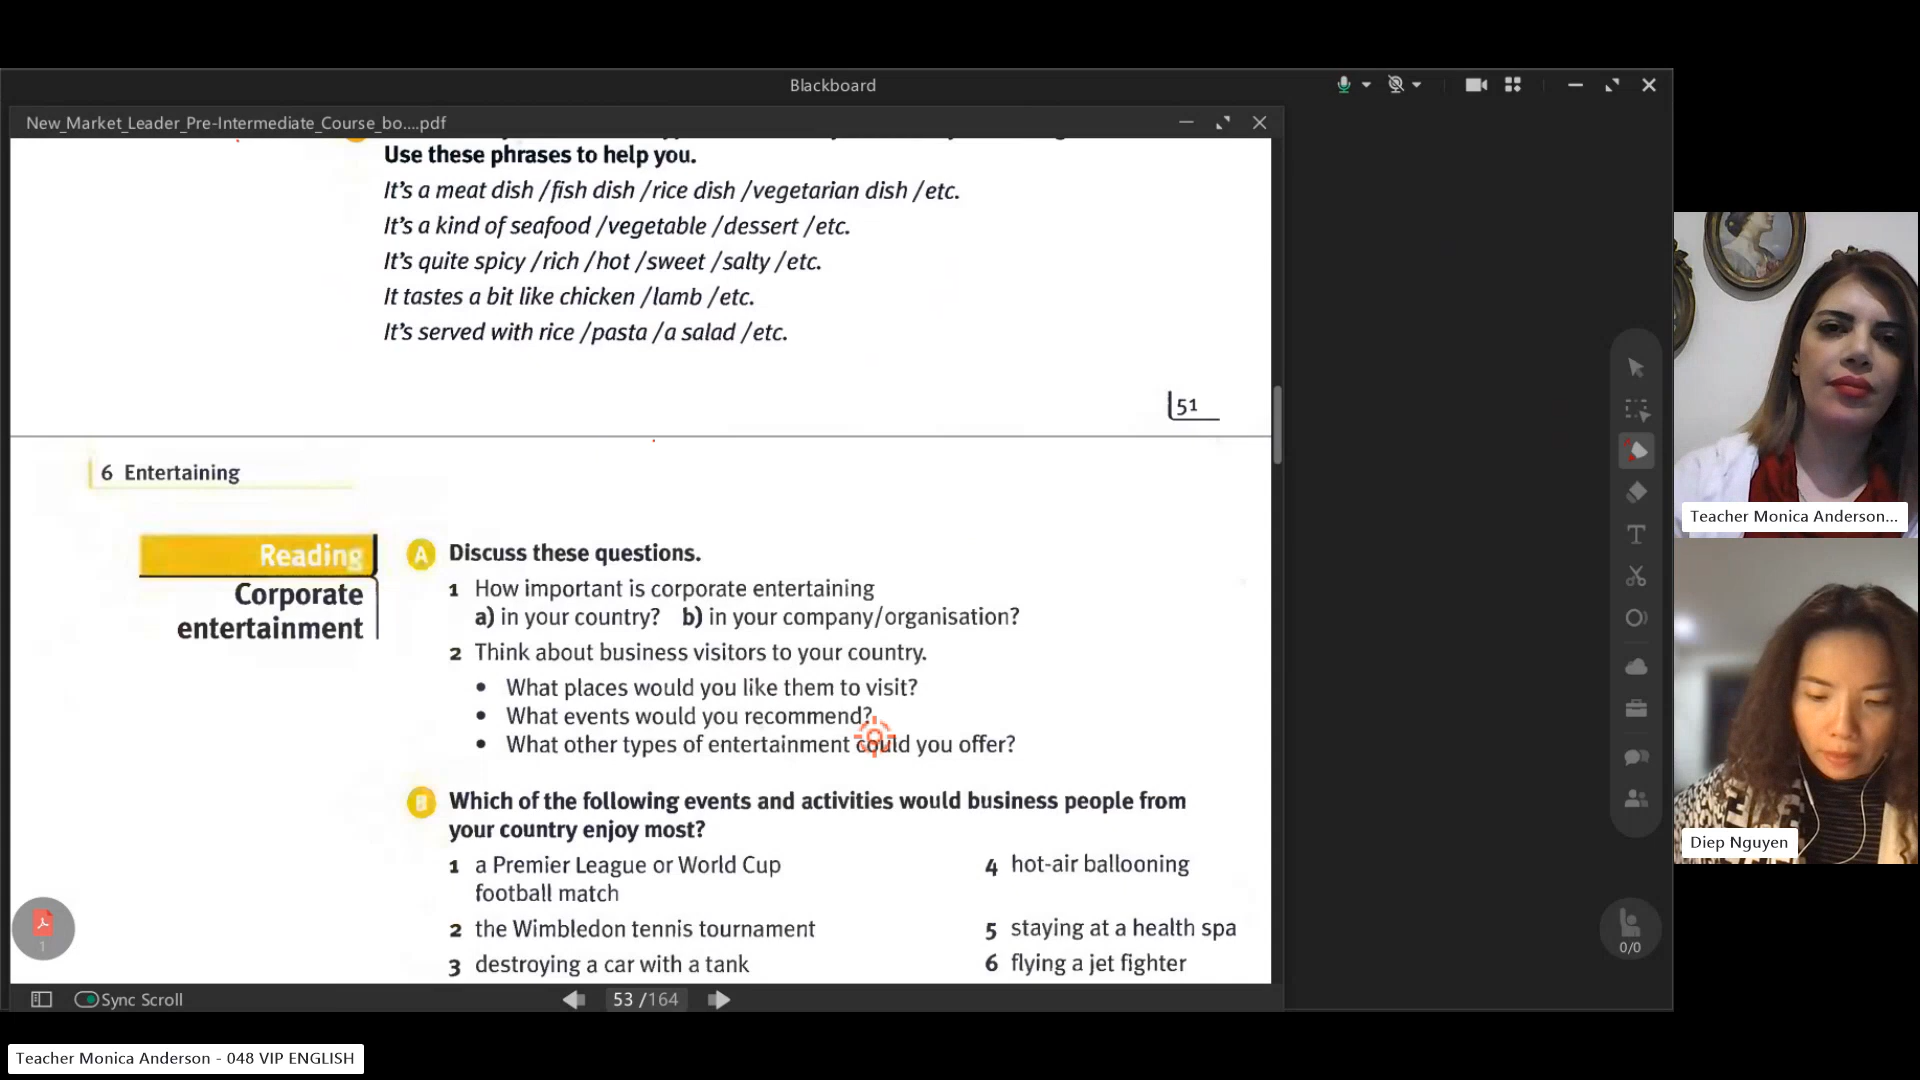 Blackboard
New_Market_Leader_Pre-Intermediate_Course_bo....pdf
Use these phrases to help you.
It's a meat dish /fish dish /rice dish /vegetarian dish /etc.
It's a kind of seafood /vegetable /dessert /etc.
It's quite spicy /rich /hot /sweet /salty /etc.
It tastes a bit like chicken /lamb /etc.
It's served with rice /pasta /a salad /etc.
51
6 Entertaining
Reading
Corporate
entertainment
A Discuss these questions.
1 How important is corporate entertaining
a) in your country? b) in your company/organisation?
2 Think about business visitors to your country.
• What places would you like them to visit?
• What events would you recommend?
• What other types of entertainment could you offer?
B Which of the following events and activities would business people from
your country enjoy most?
1 a Premier League or World Cup
football match
2 the Wimbledon tennis tournament
3 destroying a car with a tank
4 hot-air ballooning
5 staying at a health spa
6 flying a jet fighter
1
Sync Scroll
53 /164
T
0/0
Teacher Monica Anderson...
Diep Nguyen
Teacher Monica Anderson - 048 VIP ENGLISH